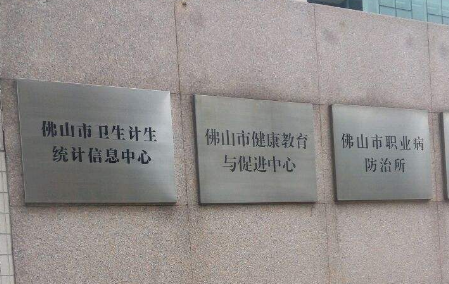 佛山市卫生计生
统计信息中心
佛山市健康教育
与促进中心
佛山市职业病
防治所